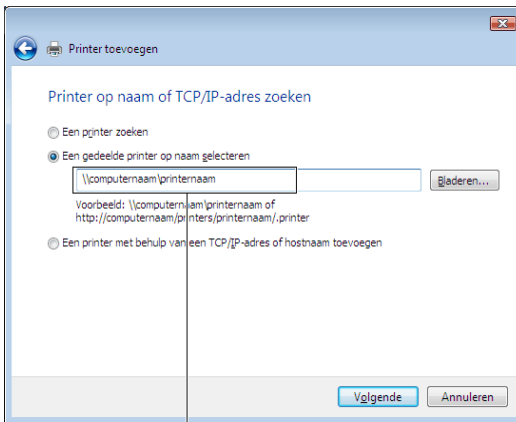 Printer toevoegen
Printer op naam of TCP/IP-adres zoeken
Een printer zoeken
Een gedeelde printer op naam selecteren
\\computernaam\printernaam
Bladeren...
Voorbeeld: \\computernaam\printernaam of
http://computernaam/printers/printernaam/.printer
Een printer met behulp van een TCP/IP-adres of hostnaam toevoegen
Volgende
Annuleren